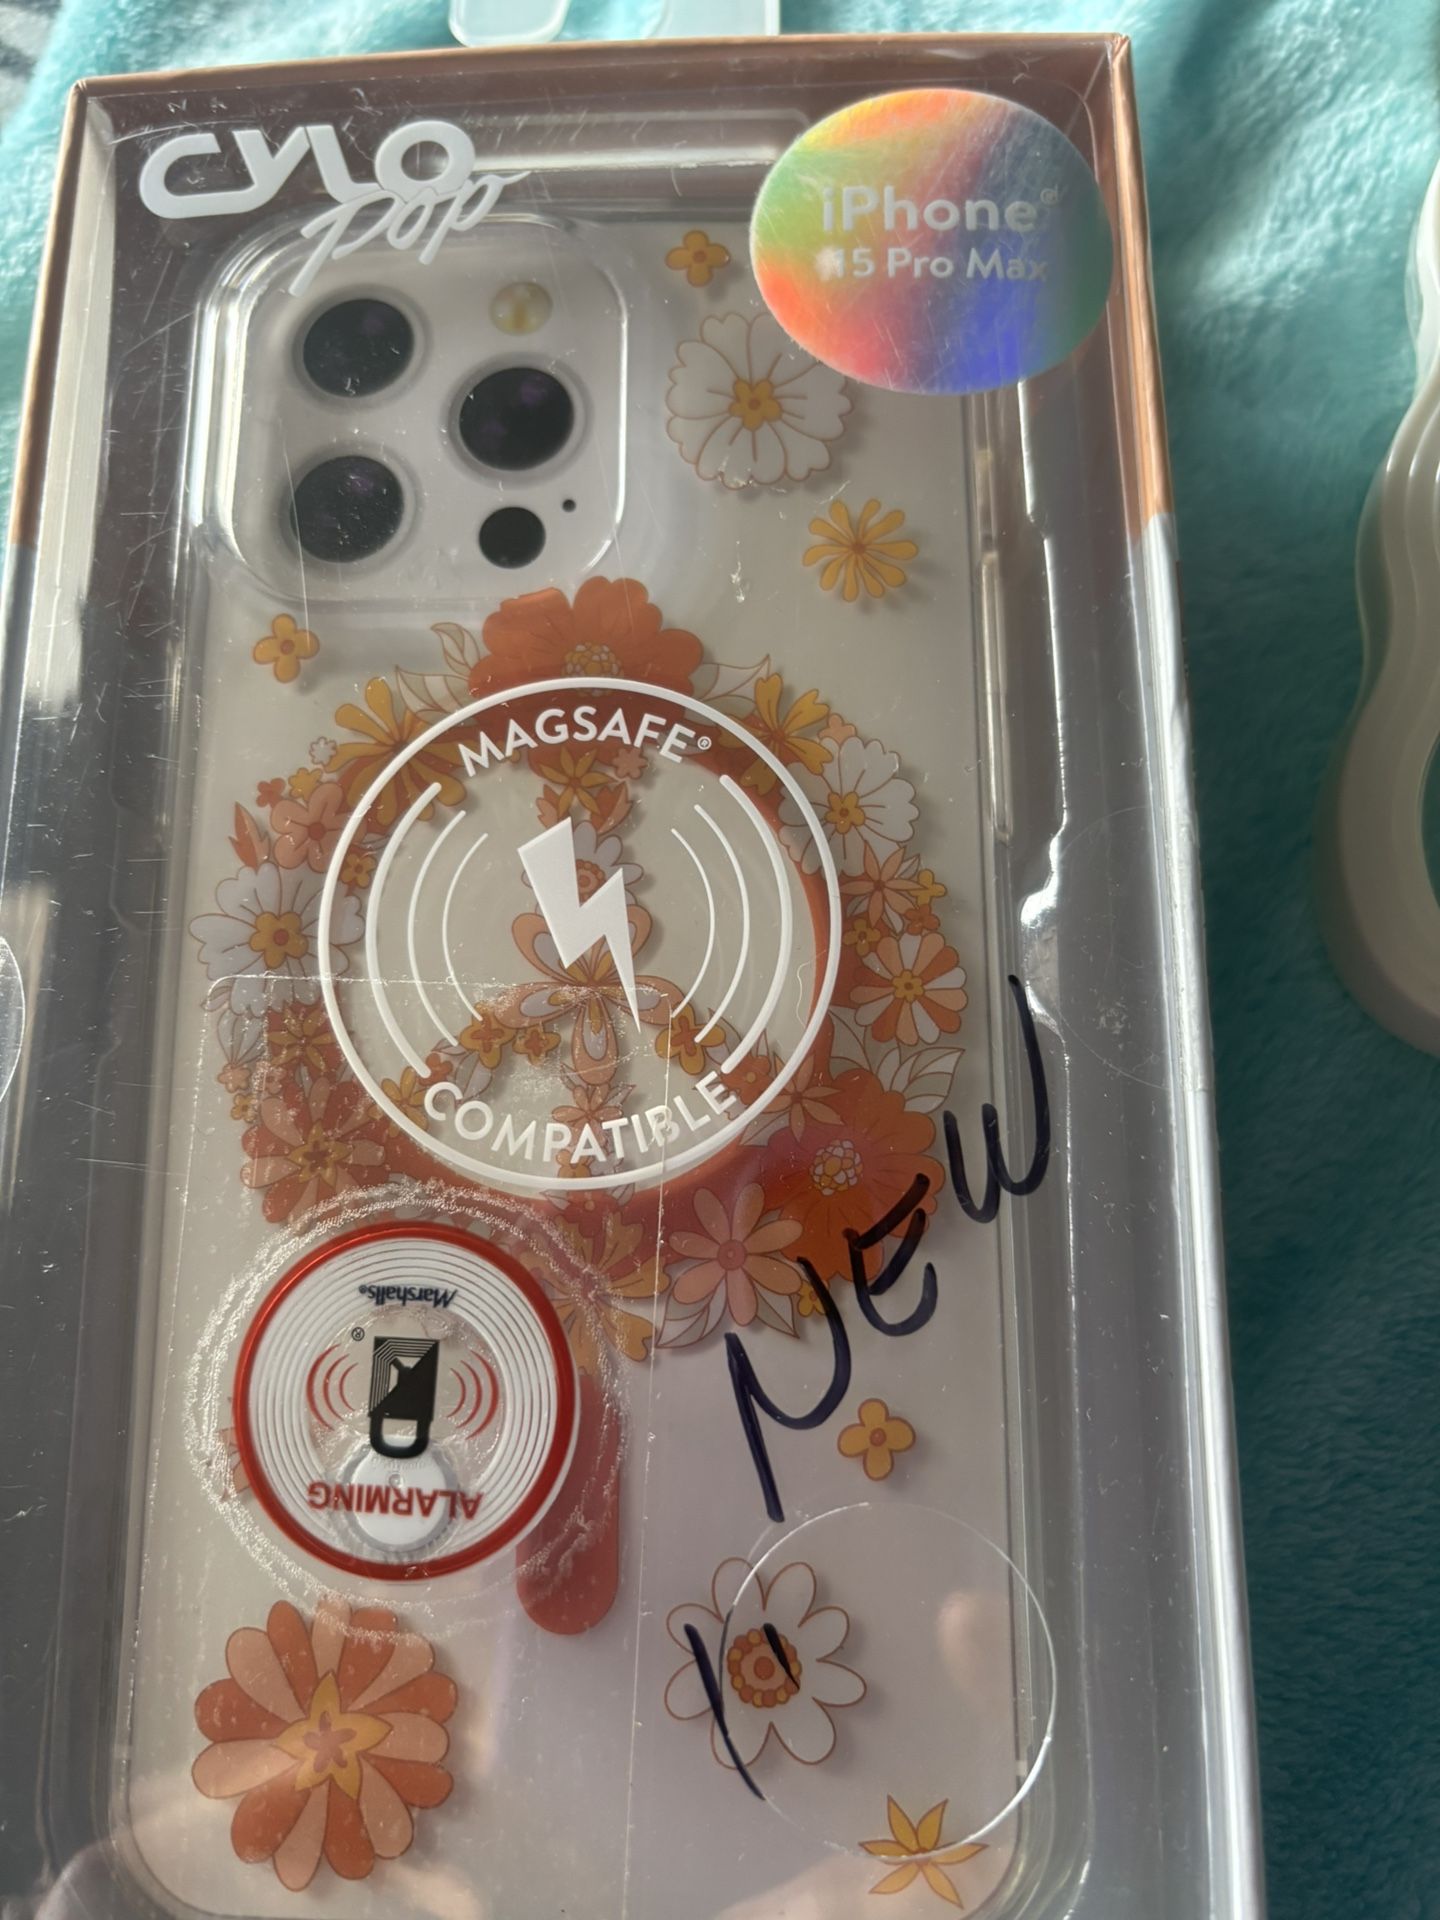 CYLO
Pop
iPhone®
15 Pro Max
MAGSAFE®
COMPATIBLE
NEW
Marshalls®
®
ALARMING